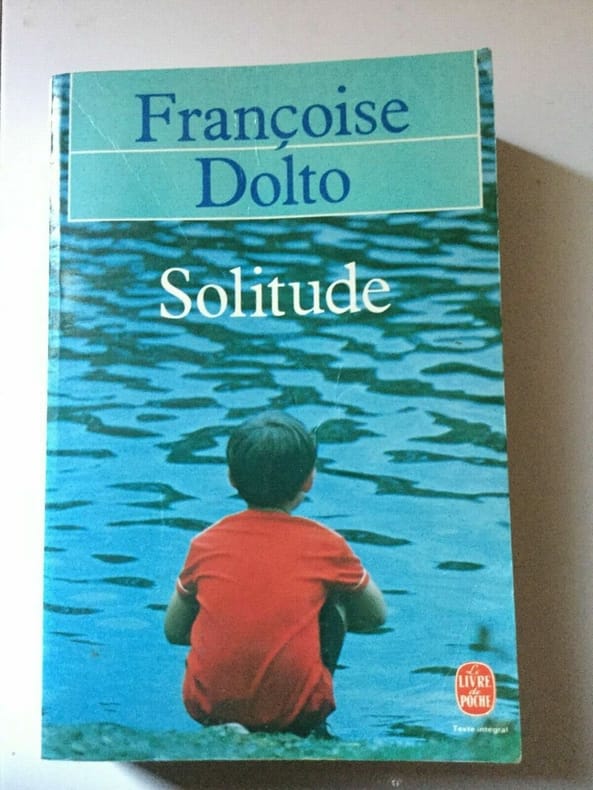 Françoise
Dolto
Solitude
Le
LIVRE
de
POCHE
Texte intégral